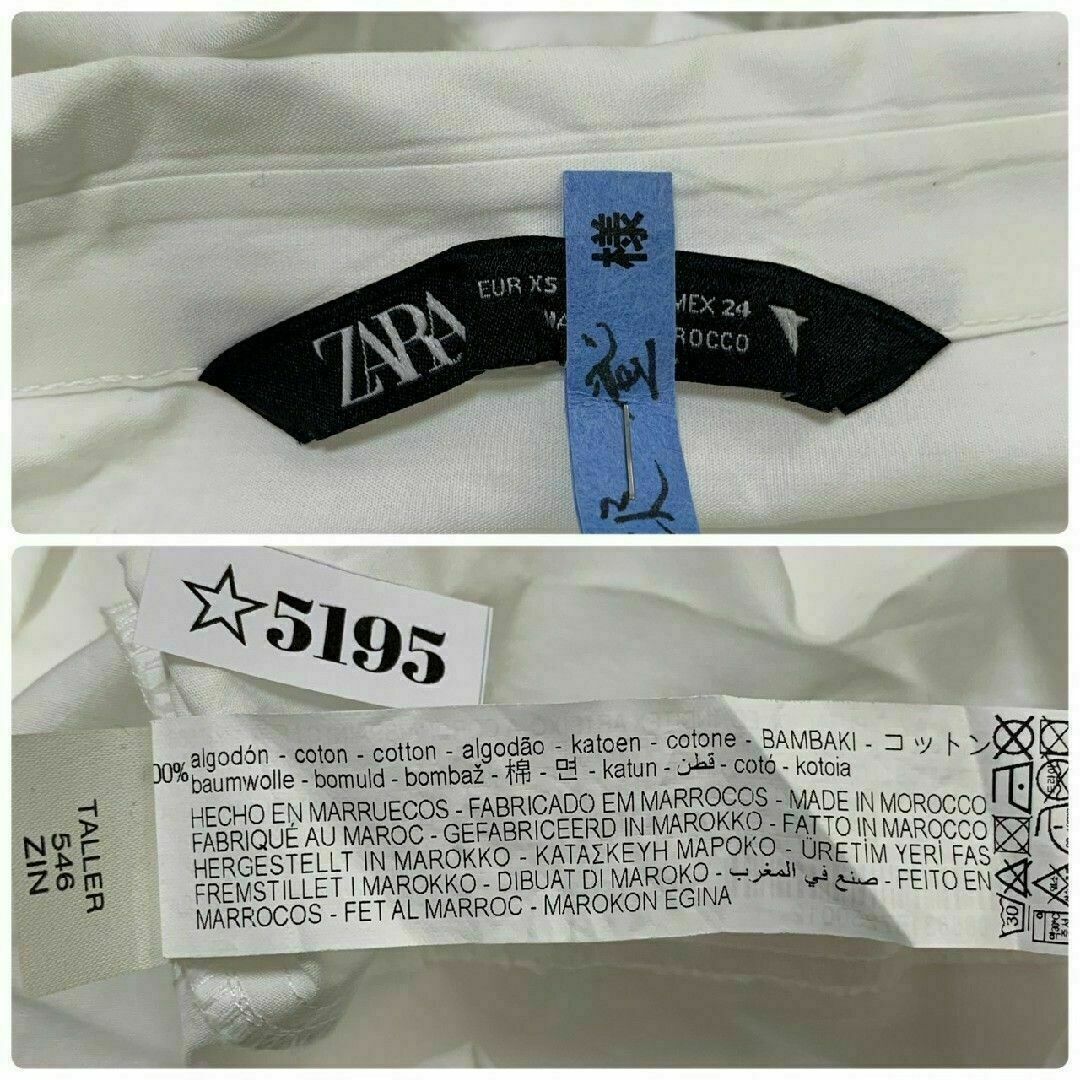 ZARA
EUR XS
MEX 24
様
☆5195
TALLER
546
ZIN
00% algodón - coton - cotton - algodão - katoen - cotone - BAMBAKI - コットン
baumwolle - bomuld - bombaž - 棉 - 면 - katun - قطن - cotó - kotoia
HECHO EN MARRUECOS - FABRICADO EM MARROCOS - MADE IN MOROCCO
FABRIQUÉ AU MAROC - GEFABRICEERD IN MAROKKO - FATTO IN MAROCCO
HERGESTELLT IN MAROKKO - ΚΑΤΑΣΚΕΥΗ ΜΑΡΟΚΟ - ÜRETİM YERİ FAS
FREMSTILLET I MAROKKO - DIBUAT DI MAROKO - صنع في المغرب - FEITO EN
MARROCOS - FET AL MARROC - MAROKON EGINA
30